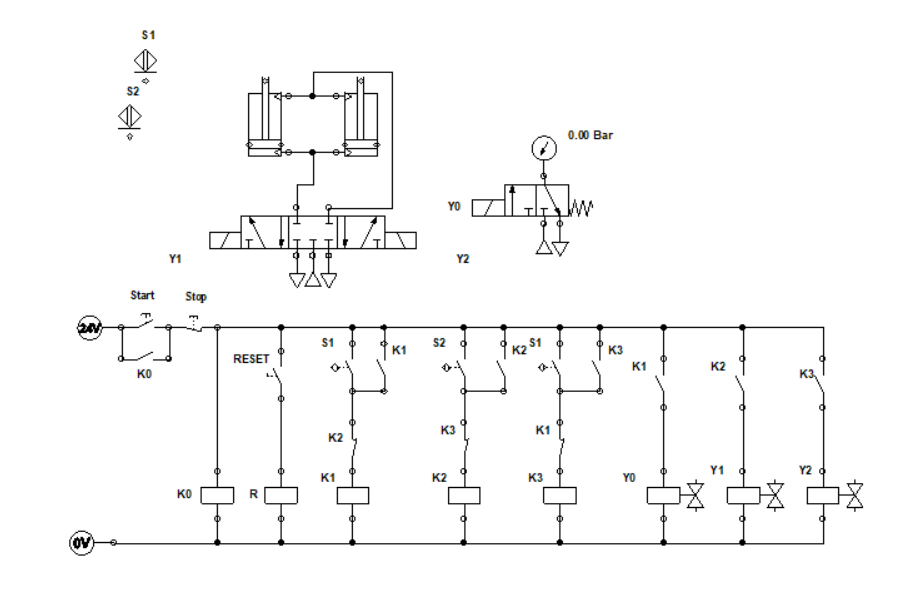 S1
S2
0.00 Bar
Y0
Y1
Y2
Start
Stop
24V
K0
RESET
S1
K1
S2
K2
S1
K3
K1
K2
K3
K2
K3
K1
K0
R
K1
K2
K3
Y0
Y1
Y2
0V